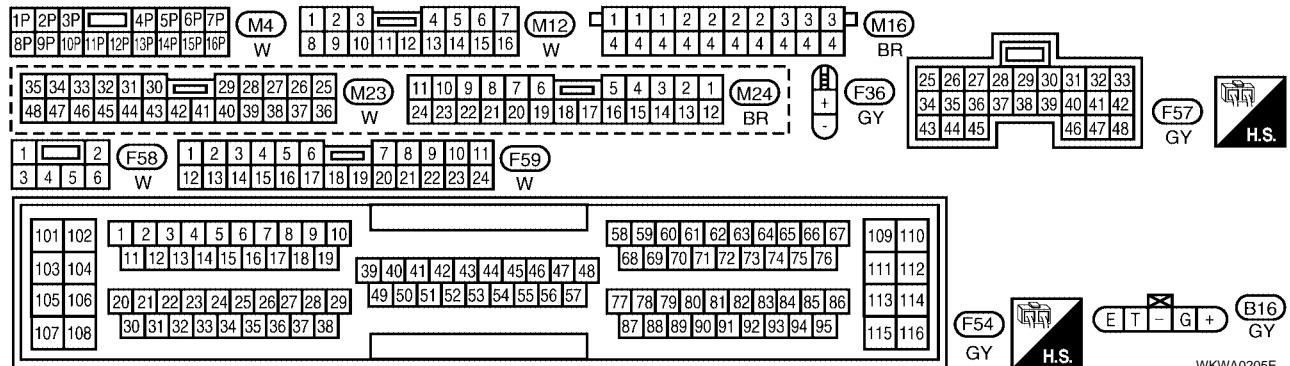 1P 2P 3P 4P 5P 6P 7P
8P 9P 10P 11P 12P 13P 14P 15P 16P
M4
W
1 2 3 4 5 6 7
8 9 10 11 12 13 14 15 16
M12
W
1 1 1 2 2 2 2 3 3 3
4 4 4 4 4 4 4 4 4 4
M16
BR
35 34 33 32 31 30 29 28 27 26 25
48 47 46 45 44 43 42 41 40 39 38 37 36
M23
W
11 10 9 8 7 6 5 4 3 2 1
24 23 22 21 20 19 18 17 16 15 14 13 12
M24
BR
+
-
F36
GY
25 26 27 28 29 30 31 32 33
34 35 36 37 38 39 40 41 42
43 44 45 46 47 48
F57
GY
H.S.
1 2
3 4 5 6
F58
W
1 2 3 4 5 6 7 8 9 10 11
12 13 14 15 16 17 18 19 20 21 22 23 24
F59
W
101 102
103 104
105 106
107 108
1 2 3 4 5 6 7 8 9 10
11 12 13 14 15 16 17 18 19
20 21 22 23 24 25 26 27 28 29
30 31 32 33 34 35 36 37 38
39 40 41 42 43 44 45 46 47 48
49 50 51 52 53 54 55 56 57
58 59 60 61 62 63 64 65 66 67
68 69 70 71 72 73 74 75 76
77 78 79 80 81 82 83 84 85 86
87 88 89 90 91 92 93 94 95
109 110
111 112
113 114
115 116
F54
GY
H.S.
E T - G +
B16
GY
WKWA0205E